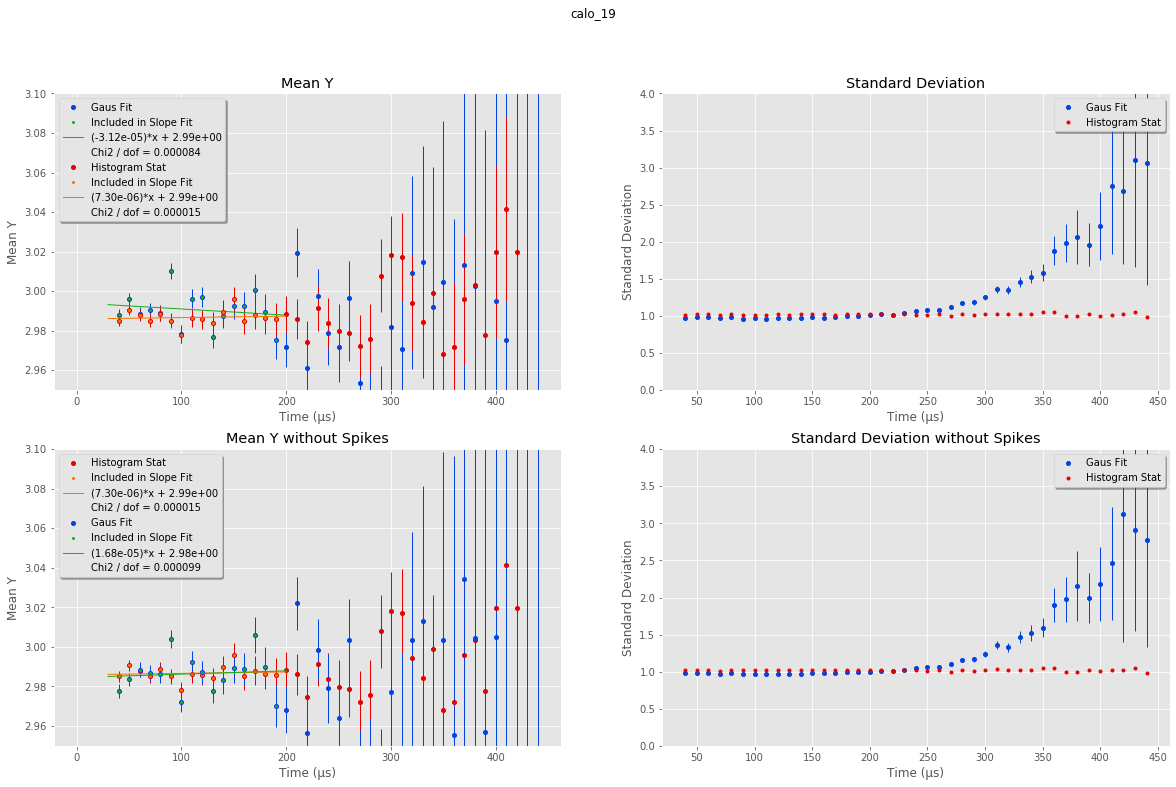 calo_19
Mean Y
3.10
3.08
3.06
3.04
3.02
3.00
2.98
2.96
Mean Y
Gaus Fit
Included in Slope Fit
(-3.12e-05)*x + 2.99e+00
Chi2 / dof = 0.000084
Histogram Stat
Included in Slope Fit
(7.30e-06)*x + 2.99e+00
Chi2 / dof = 0.000015
0 100 200 300 400
Time (µs)
Standard Deviation
4.0
3.5
3.0
2.5
2.0
1.5
1.0
0.5
0.0
Standard Deviation
Gaus Fit
Histogram Stat
50 100 150 200 250 300 350 400 450
Time (µs)
Mean Y without Spikes
3.10
3.08
3.06
3.04
3.02
3.00
2.98
2.96
Mean Y
Histogram Stat
Included in Slope Fit
(7.30e-06)*x + 2.99e+00
Chi2 / dof = 0.000015
Gaus Fit
Included in Slope Fit
(1.68e-05)*x + 2.98e+00
Chi2 / dof = 0.000099
0 100 200 300 400
Time (µs)
Standard Deviation without Spikes
4.0
3.5
3.0
2.5
2.0
1.5
1.0
0.5
0.0
Standard Deviation
Gaus Fit
Histogram Stat
50 100 150 200 250 300 350 400 450
Time (µs)